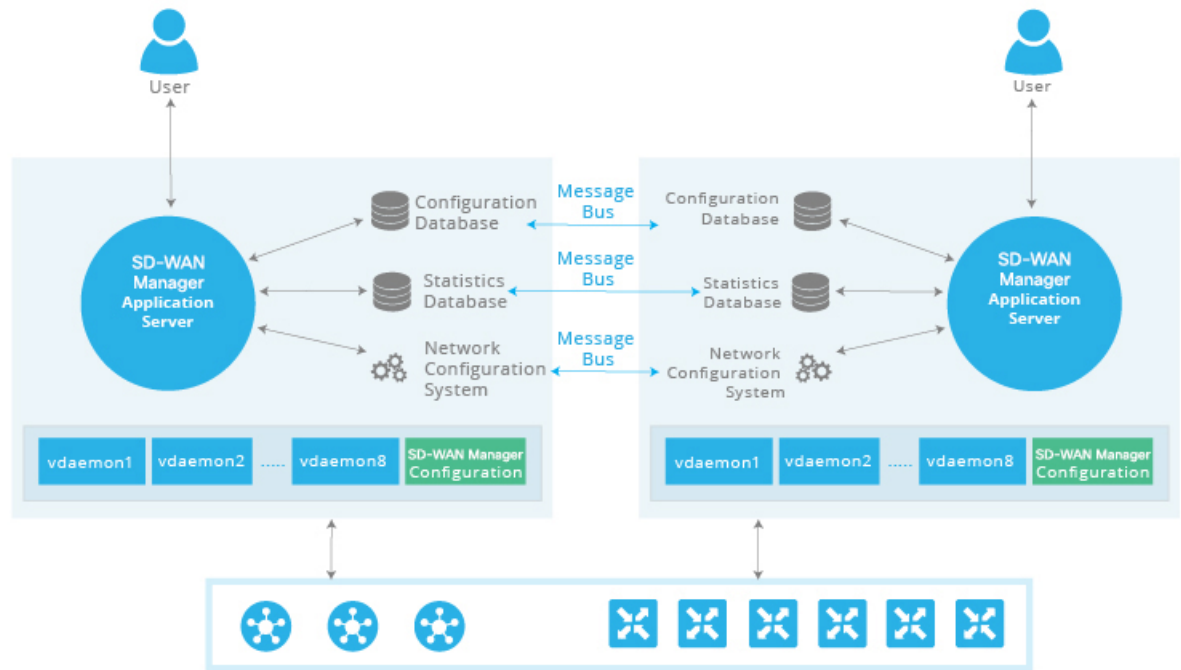 User
User
SD-WAN
Manager
Application
Server
Configuration
Database
Statistics
Database
Network
Configuration
System
Message
Bus
Message
Bus
Message
Bus
Configuration
Database
Statistics
Database
Network
Configuration
System
SD-WAN
Manager
Application
Server
vdaemon1
vdaemon2
.....
vdaemon8
SD-WAN Manager
Configuration
vdaemon1
vdaemon2
.....
vdaemon8
SD-WAN Manager
Configuration